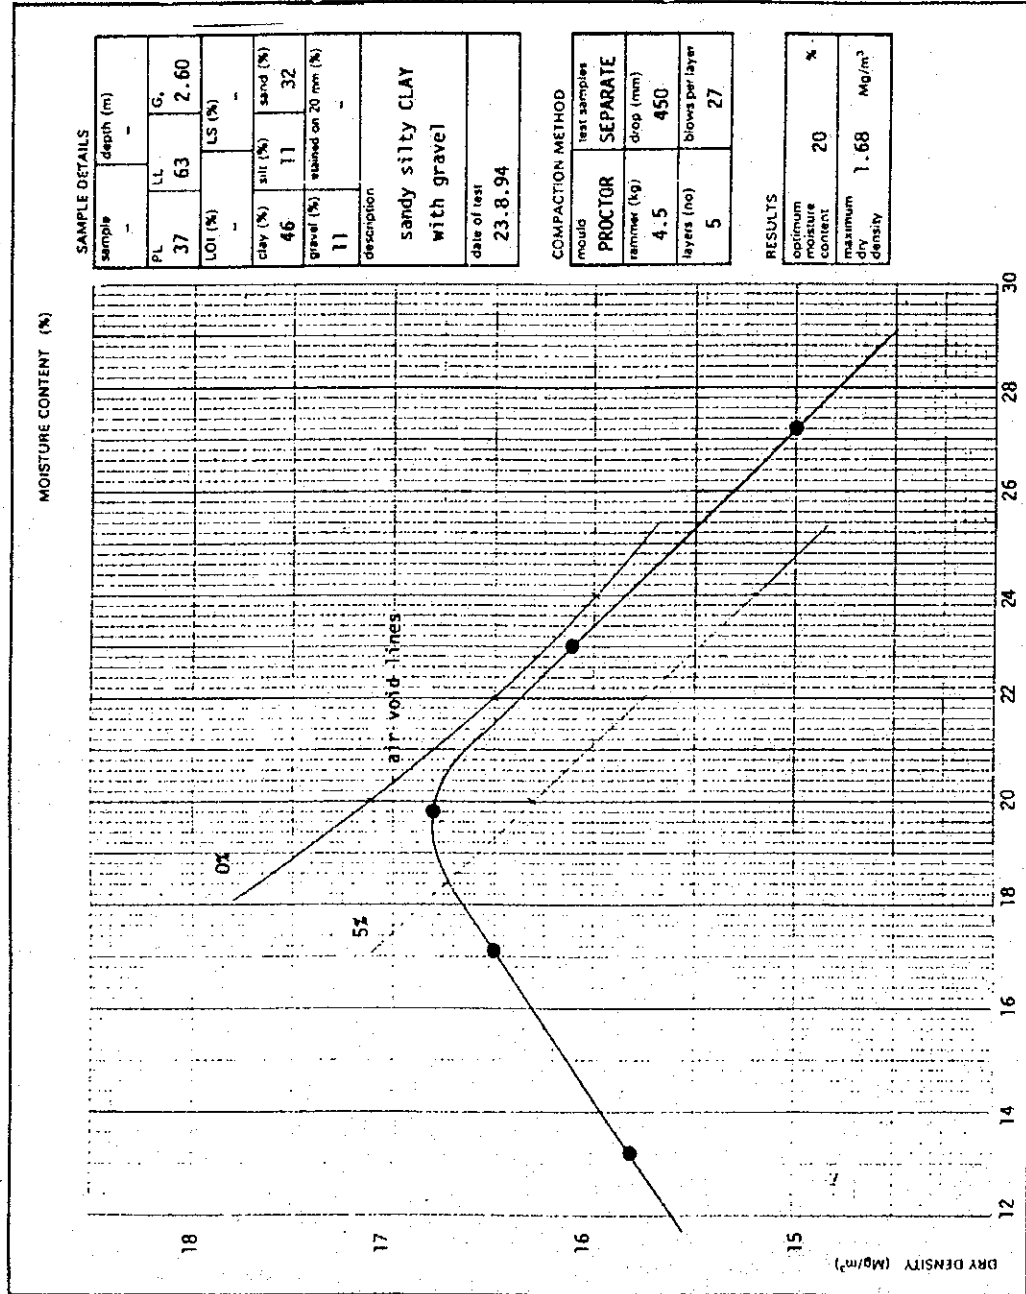 MOISTURE CONTENT (%)
SAMPLE DETAILS
sample
-
depth (m)
-
PL
37
LL
63
G.
2.60
LOI (%)
-
LS (%)
-
clay (%)
46
silt (%)
11
sand (%)
32
gravel (%)
11
etained on 20 mm (%)
-
description
sandy silty CLAY
with gravel
date of test
23.8.94
COMPACTION METHOD
mould
PROCTOR
test samples
SEPARATE
rammer (kg)
4.5
drop (mm)
450
layers (no)
5
blows per layer
27
RESULTS
optimum
moisture
content
20
%
maximum
dry
density
1.68
Mg/m³
DRY DENSITY (Mg/m³)
18
17
16
15
12
14
16
18
20
22
24
26
28
30
0%
5%
air void lines